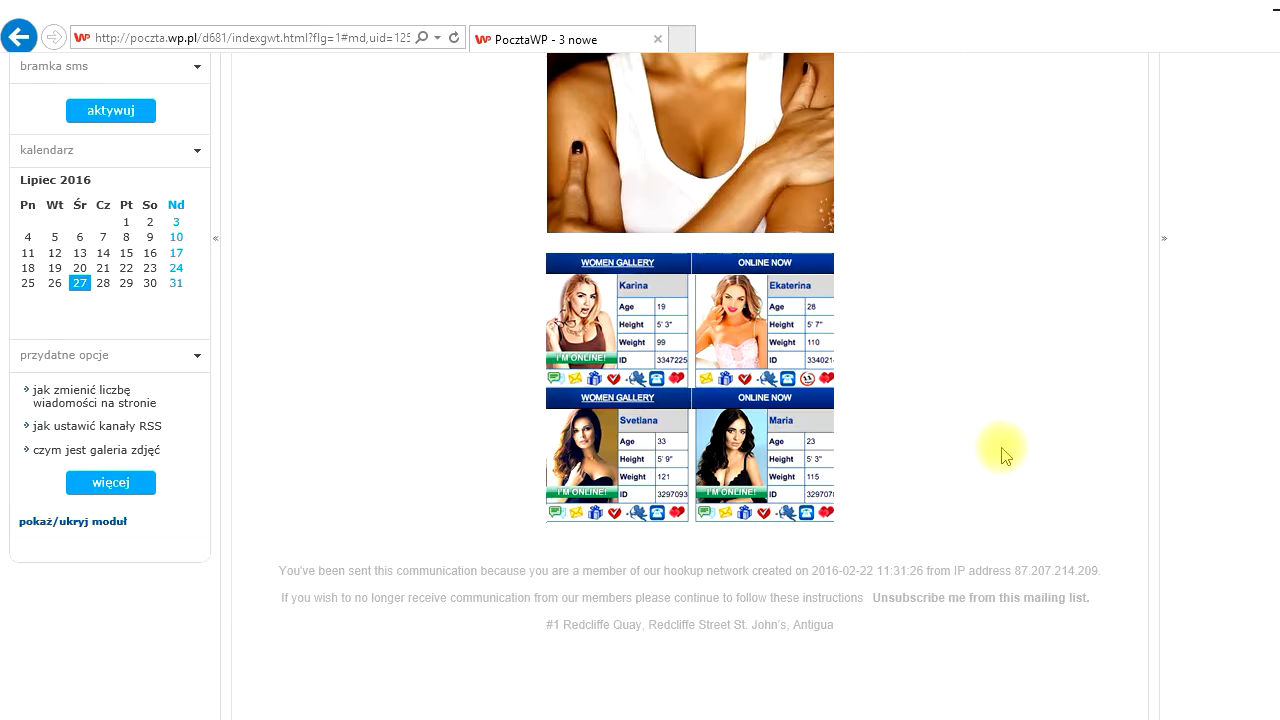 http://poczta.wp.pl/d681/indexgwt.html?flg=1#md,uid=125
PocztaWP - 3 nowe
bramka sms
aktywuj
kalendarz
Lipiec 2016
Pn Wt Śr Cz Pt So Nd
1 2 3
4 5 6 7 8 9 10
11 12 13 14 15 16 17
18 19 20 21 22 23 24
25 26 27 28 29 30 31
przydatne opcje
jak zmienić liczbę
wiadomości na stronie
jak ustawić kanały RSS
czym jest galeria zdjęć
więcej
pokaż/ukryj moduł
«
WOMEN GALLERY ONLINE NOW
Karina
Age 19
Height 5' 3"
Weight 99
ID 3347225
I'M ONLINE!
Ekaterina
Age 28
Height 5' 7"
Weight 110
ID 334021
WOMEN GALLERY ONLINE NOW
Svetlana
Age 33
Height 5' 9"
Weight 121
ID 3297093
I'M ONLINE!
Maria
Age 23
Height 5' 3"
Weight 115
ID 329707
I'M ONLINE!
You've been sent this communication because you are a member of our hookup network created on 2016-02-22 11:31:26 from IP address 87.207.214.209.
If you wish to no longer receive communication from our members please continue to follow these instructions Unsubscribe me from this mailing list.
#1 Redcliffe Quay, Redcliffe Street St. John's, Antigua
»